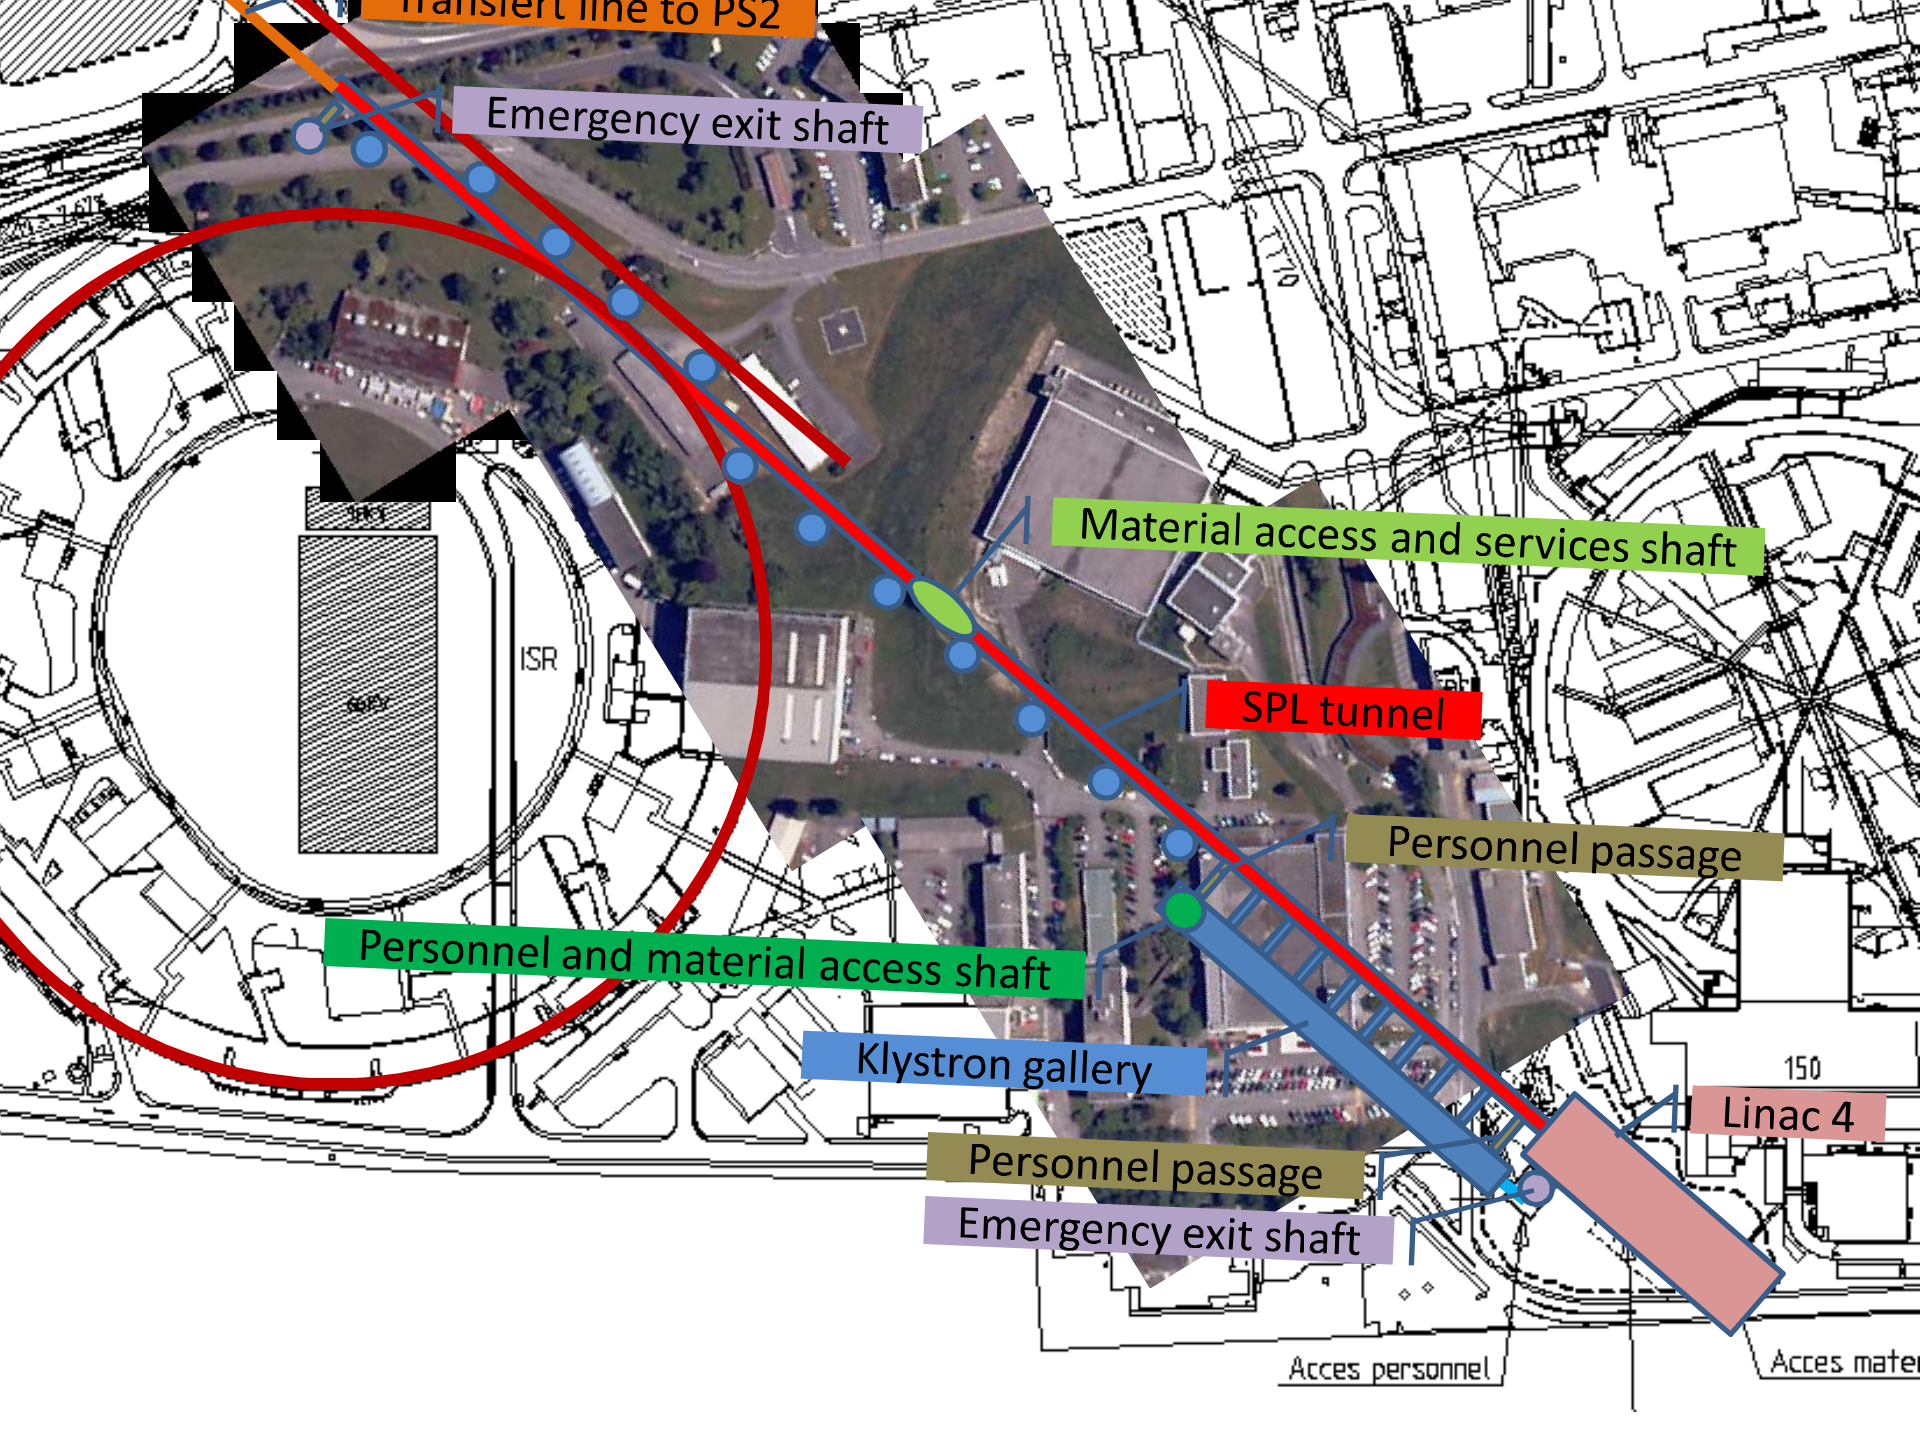 Transfert line to PS2
Emergency exit shaft
Material access and services shaft
ISR
SPL tunnel
Personnel passage
Personnel and material access shaft
Klystron gallery
150
Linac 4
Personnel passage
Emergency exit shaft
Acces personnel
Acces mater